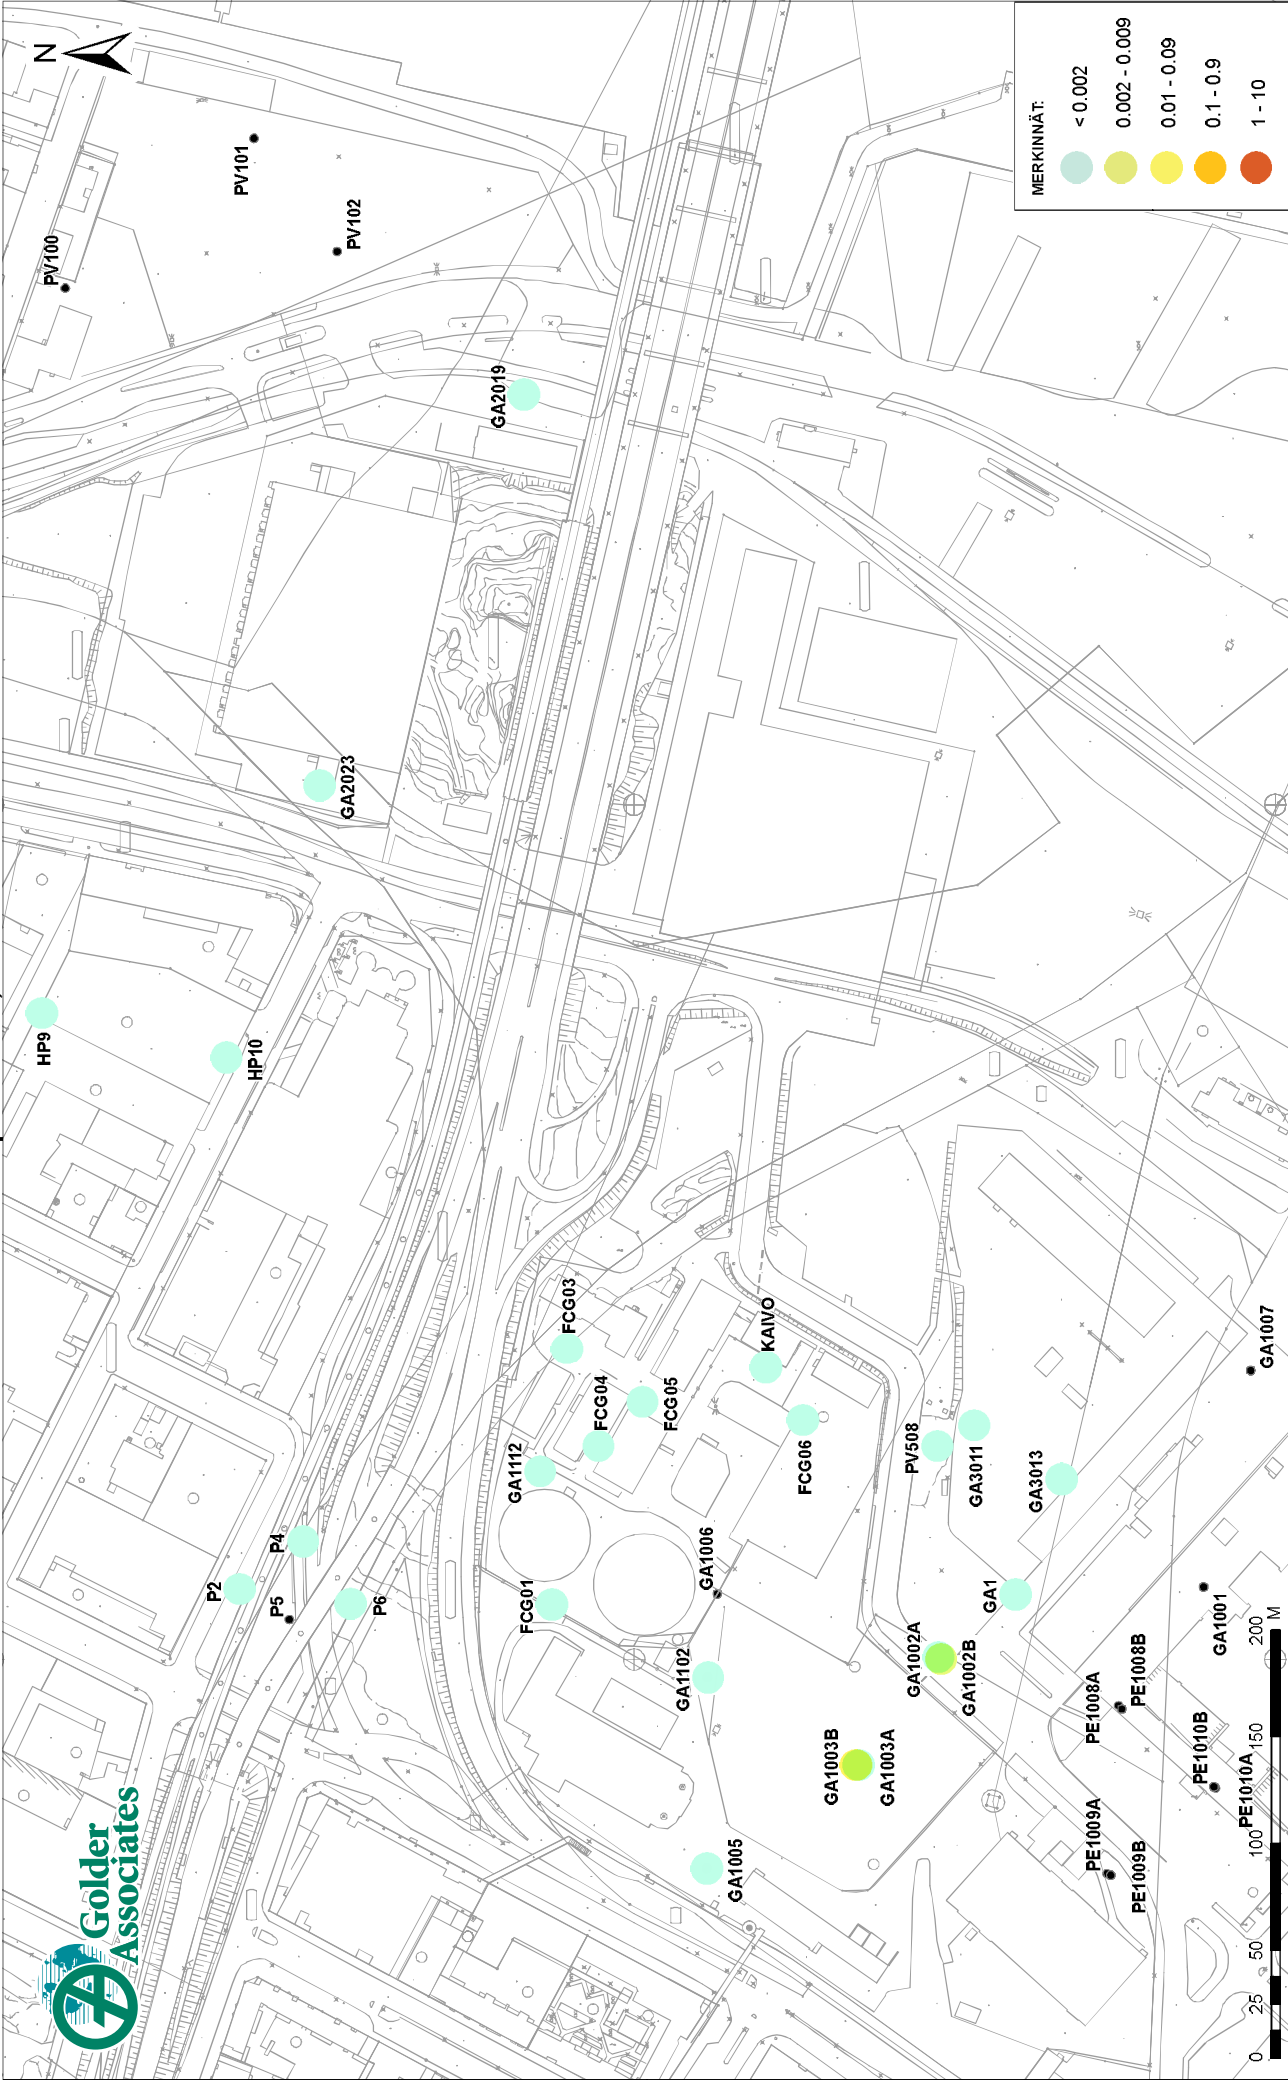 Golder
Associates
N
PV100
PV101
PV102
GA2019
GA2023
HP9
HP10
P2
P4
P5
P6
FCG03
FCG04
FCG05
GA1112
FCG01
KAIVO
FCG06
GA1006
GA1102
PV508
GA3011
GA3013
GA1
GA1002A
GA1002B
GA1003B
GA1003A
GA1005
GA1007
GA1001
PE1008A
PE1008B
PE1010B
PE1010A
PE1009A
PE1009B
0 25 50 100 150 200
M
MERKINNÄT:
< 0.002
0.002 - 0.009
0.01 - 0.09
0.1 - 0.9
1 - 10